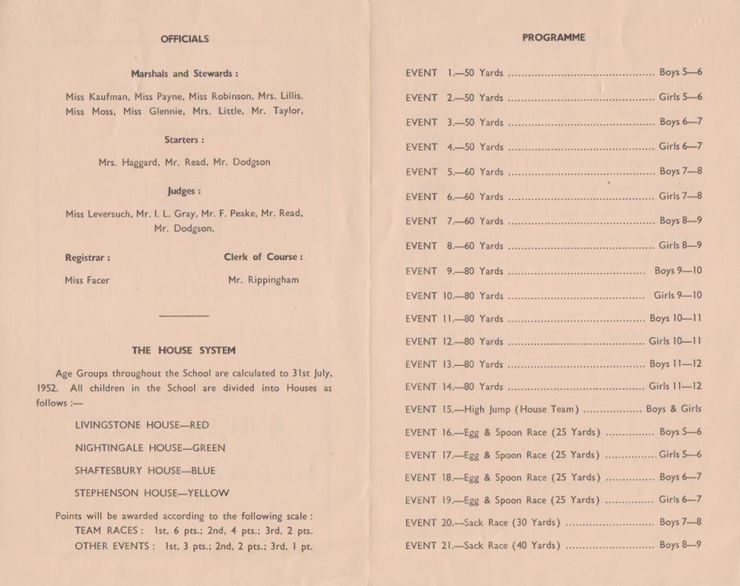 OFFICIALS
Marshals and Stewards :
Miss Kaufman, Miss Payne, Miss Robinson, Mrs. Lillis.
Miss Moss, Miss Glennie, Mrs. Little, Mr. Taylor,
Starters :
Mrs. Haggard, Mr. Read, Mr. Dodgson
Judges :
Miss Leversuch, Mr. I. L. Gray, Mr. F. Peake, Mr. Read,
Mr. Dodgson.
Registrar : Clerk of Course :
Miss Facer Mr. Rippingham
THE HOUSE SYSTEM
Age Groups throughout the School are calculated to 31st July,
1952. All children in the School are divided into Houses as
follows :—
LIVINGSTONE HOUSE—RED
NIGHTINGALE HOUSE—GREEN
SHAFTESBURY HOUSE—BLUE
STEPHENSON HOUSE—YELLOW
Points will be awarded according to the following scale :
TEAM RACES : 1st, 6 pts.; 2nd, 4 pts.; 3rd, 2 pts.
OTHER EVENTS : 1st, 3 pts.; 2nd, 2 pts.; 3rd, 1 pt.
PROGRAMME
EVENT 1.—50 Yards ........ Boys 5—6
EVENT 2.—50 Yards ........ Girls 5—6
EVENT 3.—50 Yards ........ Boys 6—7
EVENT 4.—50 Yards ........ Girls 6—7
EVENT 5.—60 Yards ........ Boys 7—8
EVENT 6.—60 Yards ........ Girls 7—8
EVENT 7.—60 Yards ........ Boys 8—9
EVENT 8.—60 Yards ........ Girls 8—9
EVENT 9.—80 Yards ........ Boys 9—10
EVENT 10.—80 Yards ........ Girls 9—10
EVENT 11.—80 Yards ........ Boys 10—11
EVENT 12.—80 Yards ........ Girls 10—11
EVENT 13.—80 Yards ........ Boys 11—12
EVENT 14.—80 Yards ........ Girls 11—12
EVENT 15.—High Jump (House Team) ........ Boys & Girls
EVENT 16.—Egg & Spoon Race (25 Yards) ........ Boys 5—6
EVENT 17.—Egg & Spoon Race (25 Yards) ........ Girls 5—6
EVENT 18.—Egg & Spoon Race (25 Yards) ........ Boys 6—7
EVENT 19.—Egg & Spoon Race (25 Yards) ........ Girls 6—7
EVENT 20.—Sack Race (30 Yards) ........ Boys 7—8
EVENT 21.—Sack Race (40 Yards) ........ Boys 8—9